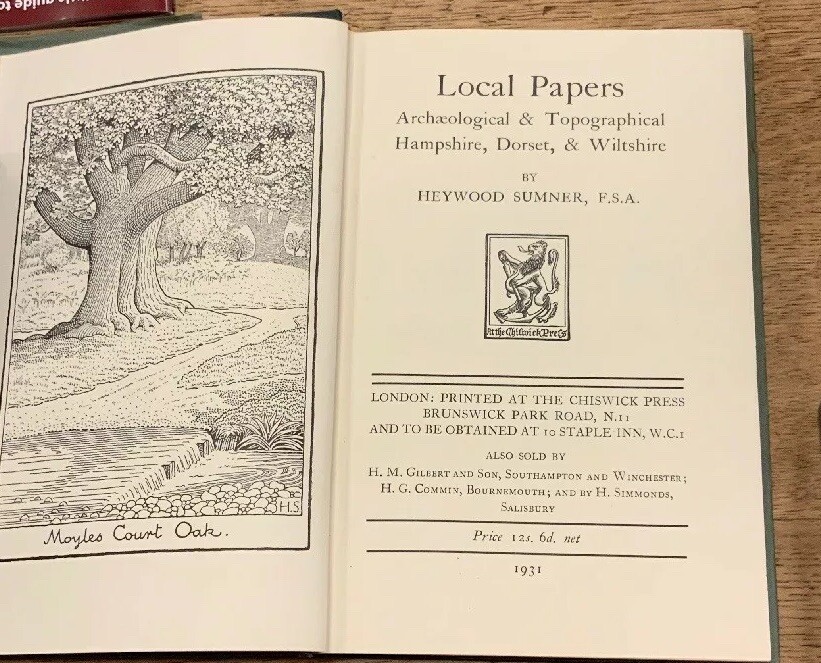 Local Papers
Archæological & Topographical
Hampshire, Dorset, & Wiltshire
BY
HEYWOOD SUMNER, F.S.A.
At the Chiswick Press
LONDON: PRINTED AT THE CHISWICK PRESS
BRUNSWICK PARK ROAD, N.11
AND TO BE OBTAINED AT 10 STAPLE INN, W.C.1
ALSO SOLD BY
H. M. GILBERT AND SON, SOUTHAMPTON AND WINCHESTER;
H. G. COMMIN, BOURNEMOUTH; AND BY H. SIMMONDS,
SALISBURY
Price 12s. 6d. net
1931
H.S
Moyles Court Oak.
guide to